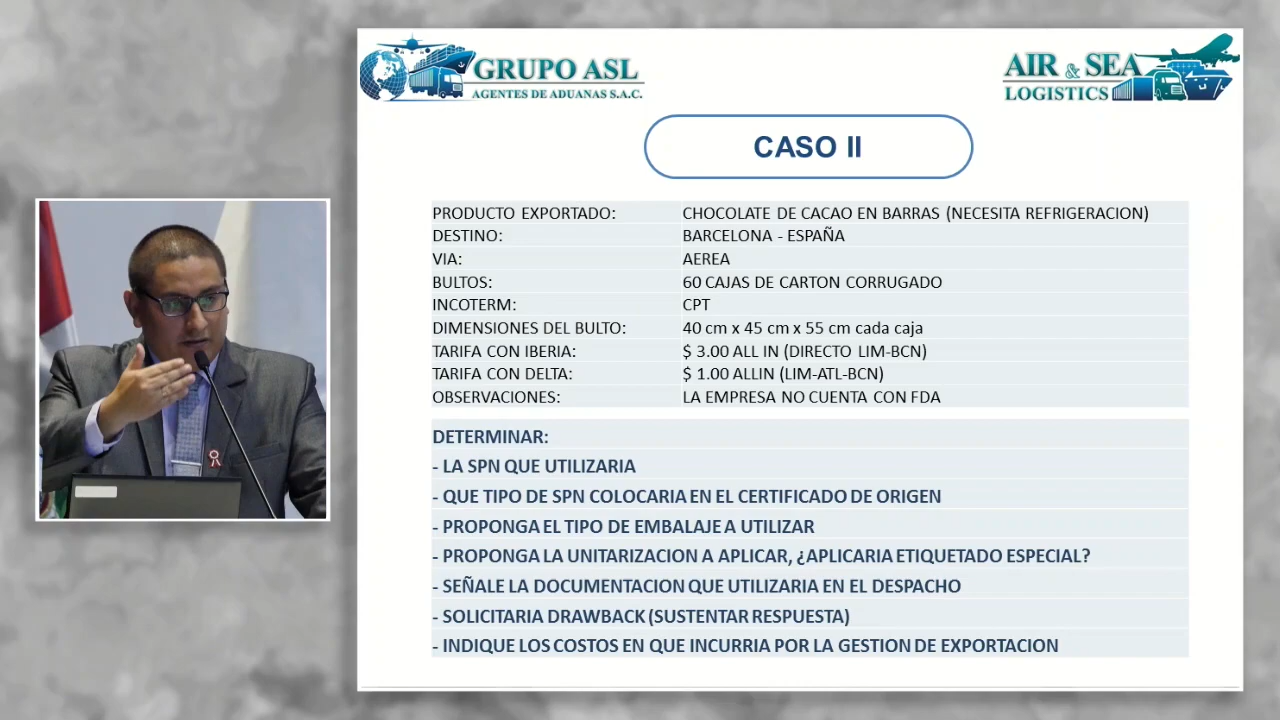 GRUPO ASL
AGENTES DE ADUANAS S.A.C.
AIR & SEA
LOGISTICS
CASO II
PRODUCTO EXPORTADO: CHOCOLATE DE CACAO EN BARRAS (NECESITA REFRIGERACION)
DESTINO: BARCELONA - ESPAÑA
VIA: AEREA
BULTOS: 60 CAJAS DE CARTON CORRUGADO
INCOTERM: CPT
DIMENSIONES DEL BULTO: 40 cm x 45 cm x 55 cm cada caja
TARIFA CON IBERIA: $ 3.00 ALL IN (DIRECTO LIM-BCN)
TARIFA CON DELTA: $ 1.00 ALLIN (LIM-ATL-BCN)
OBSERVACIONES: LA EMPRESA NO CUENTA CON FDA
DETERMINAR:
- LA SPN QUE UTILIZARIA
- QUE TIPO DE SPN COLOCARIA EN EL CERTIFICADO DE ORIGEN
- PROPONGA EL TIPO DE EMBALAJE A UTILIZAR
- PROPONGA LA UNITARIZACION A APLICAR, ¿APLICARIA ETIQUETADO ESPECIAL?
- SEÑALE LA DOCUMENTACION QUE UTILIZARIA EN EL DESPACHO
- SOLICITARIA DRAWBACK (SUSTENTAR RESPUESTA)
- INDIQUE LOS COSTOS EN QUE INCURRIA POR LA GESTION DE EXPORTACION